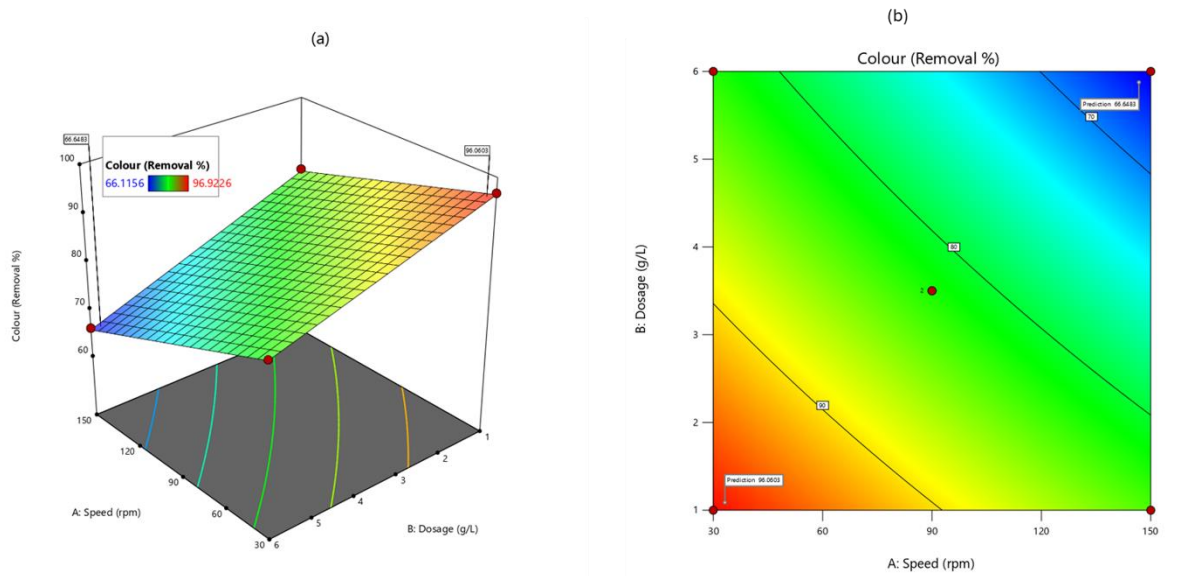 (a)
66.6483
Colour (Removal %)
66.1156 96.9226
96.0603
100
90
80
70
60
Colour (Removal %)
150
120
90
60
30
A: Speed (rpm)
6
5
4
3
2
1
B: Dosage (g/L)
(b)
Colour (Removal %)
6
5
4
3
2
1
B: Dosage (g/L)
Prediction 66.6483
70
80
2
90
Prediction 96.0603
30 60 90 120 150
A: Speed (rpm)